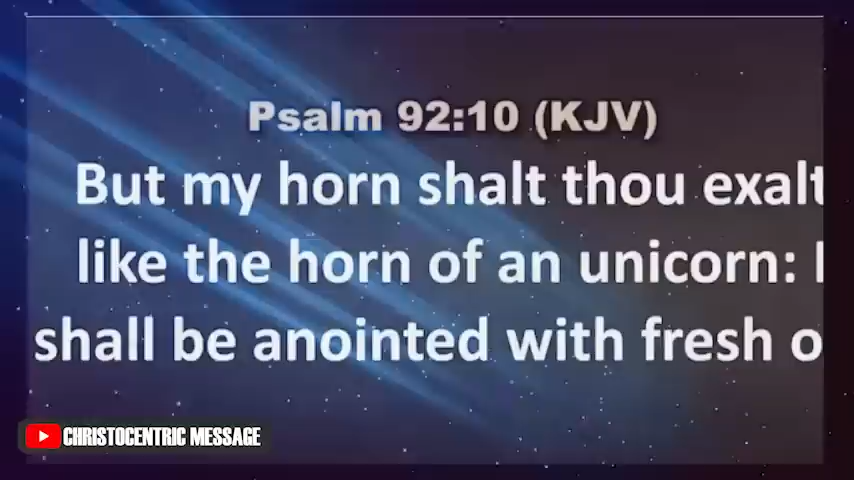 Psalm 92:10 (KJV)
But my horn shalt thou exalt
like the horn of an unicorn: I
shall be anointed with fresh o
CHRISTOCENTRIC MESSAGE